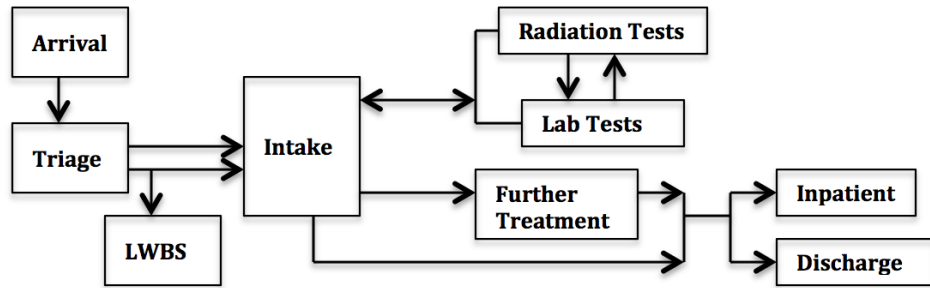 Arrival
Triage
LWBS
Intake
Radiation Tests
Lab Tests
Further
Treatment
Inpatient
Discharge